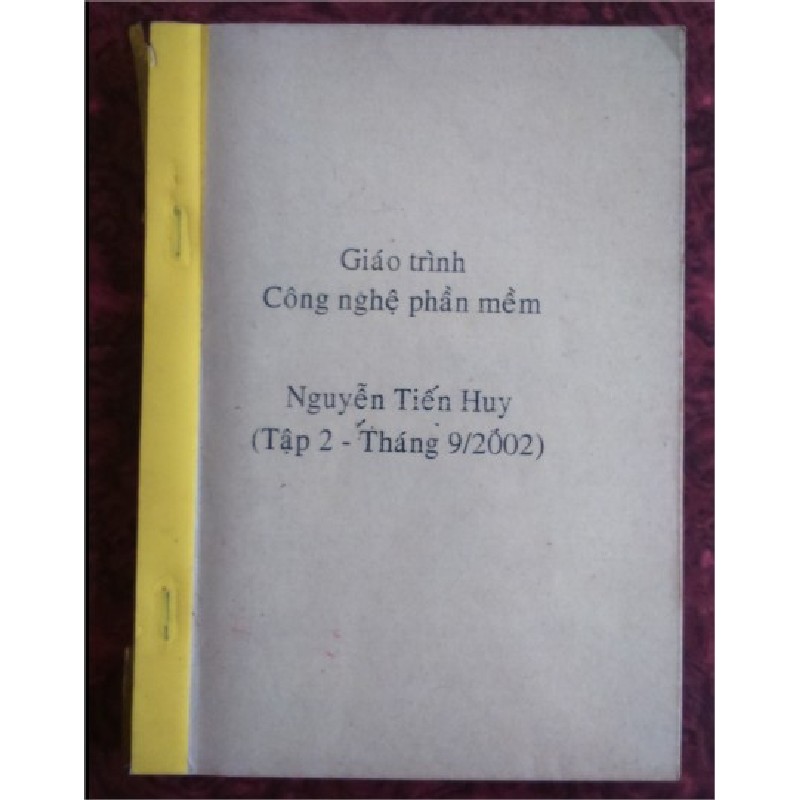 Giáo trình
Công nghệ phần mềm
Nguyễn Tiến Huy
(Tập 2 - Tháng 9/2002)